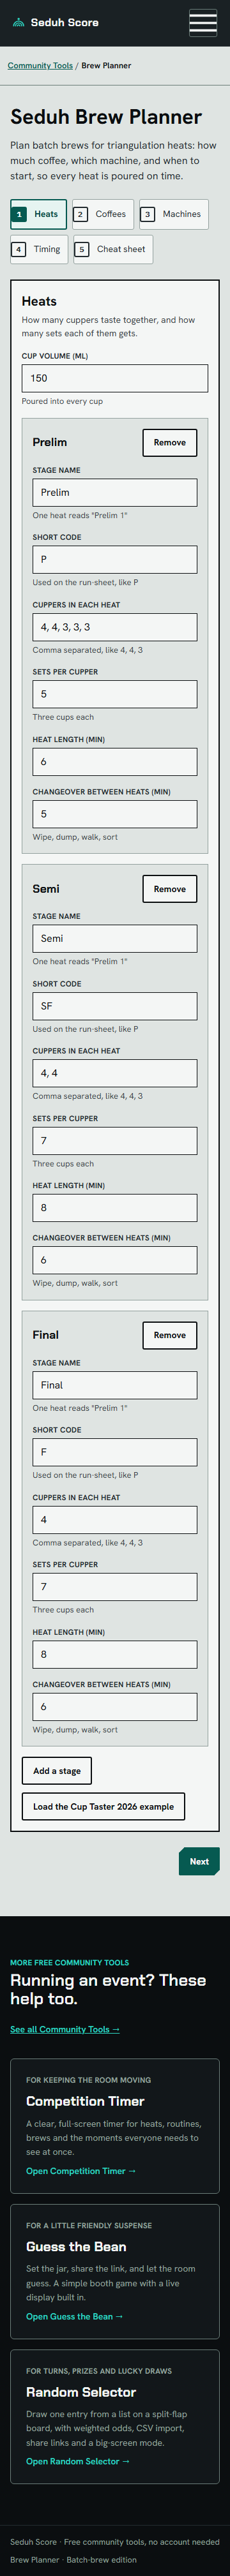 Seduh Score
Community Tools / Brew Planner
Seduh Brew Planner
Plan batch brews for triangulation heats: how
much coffee, which machine, and when to
start, so every heat is poured on time.
1 Heats
2 Coffees
3 Machines
4 Timing
5 Cheat sheet
Heats
How many cuppers taste together, and how
many sets each of them gets.
CUP VOLUME (ML)
150
Poured into every cup
Prelim
Remove
STAGE NAME
Prelim
One heat reads "Prelim 1"
SHORT CODE
P
Used on the run-sheet, like P
CUPPERS IN EACH HEAT
4, 4, 3, 3, 3
Comma separated, like 4, 4, 3
SETS PER CUPPER
5
Three cups each
HEAT LENGTH (MIN)
6
CHANGEOVER BETWEEN HEATS (MIN)
5
Wipe, dump, walk, sort
Semi
Remove
STAGE NAME
Semi
One heat reads "Prelim 1"
SHORT CODE
SF
Used on the run-sheet, like P
CUPPERS IN EACH HEAT
4, 4
Comma separated, like 4, 4, 3
SETS PER CUPPER
7
Three cups each
HEAT LENGTH (MIN)
8
CHANGEOVER BETWEEN HEATS (MIN)
6
Wipe, dump, walk, sort
Final
Remove
STAGE NAME
Final
One heat reads "Prelim 1"
SHORT CODE
F
Used on the run-sheet, like P
CUPPERS IN EACH HEAT
4
Comma separated, like 4, 4, 3
SETS PER CUPPER
7
Three cups each
HEAT LENGTH (MIN)
8
CHANGEOVER BETWEEN HEATS (MIN)
6
Wipe, dump, walk, sort
Add a stage
Load the Cup Taster 2026 example
Next
MORE FREE COMMUNITY TOOLS
Running an event? These
help too.
See all Community Tools →
FOR KEEPING THE ROOM MOVING
Competition Timer
A clear, full-screen timer for heats, routines,
brews and the moments everyone needs to
see at once.
Open Competition Timer →
FOR A LITTLE FRIENDLY SUSPENSE
Guess the Bean
Set the jar, share the link, and let the room
guess. A simple booth game with a live
display built in.
Open Guess the Bean →
FOR TURNS, PRIZES AND LUCKY DRAWS
Random Selector
Draw one entry from a list on a split-flap
board, with weighted odds, CSV import,
share links and a big-screen mode.
Open Random Selector →
Seduh Score · Free community tools, no account needed
Brew Planner · Batch-brew edition